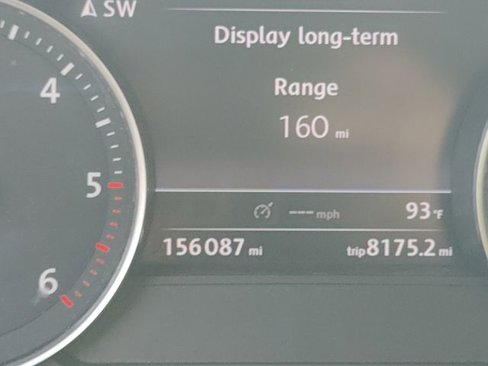 SW
Display long-term
4
Range
160 mi
5
--- mph 93°F
156087 mi trip 8175.2 mi
6